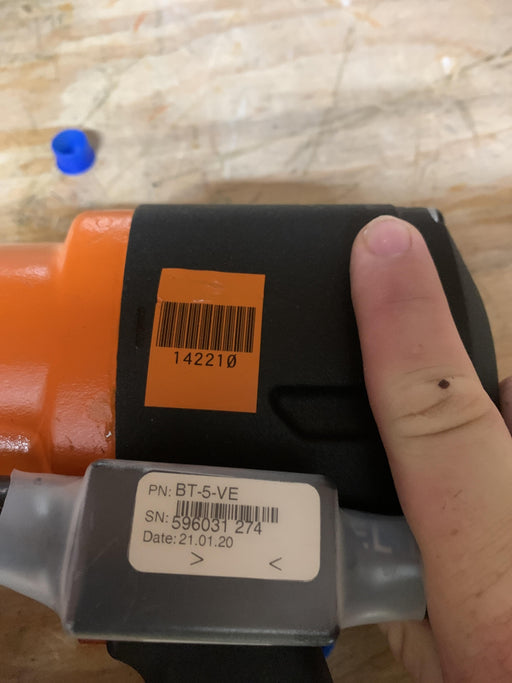 142210
PN: BT-5-VE
SN: 596031 274
Date: 21.01.20
> <